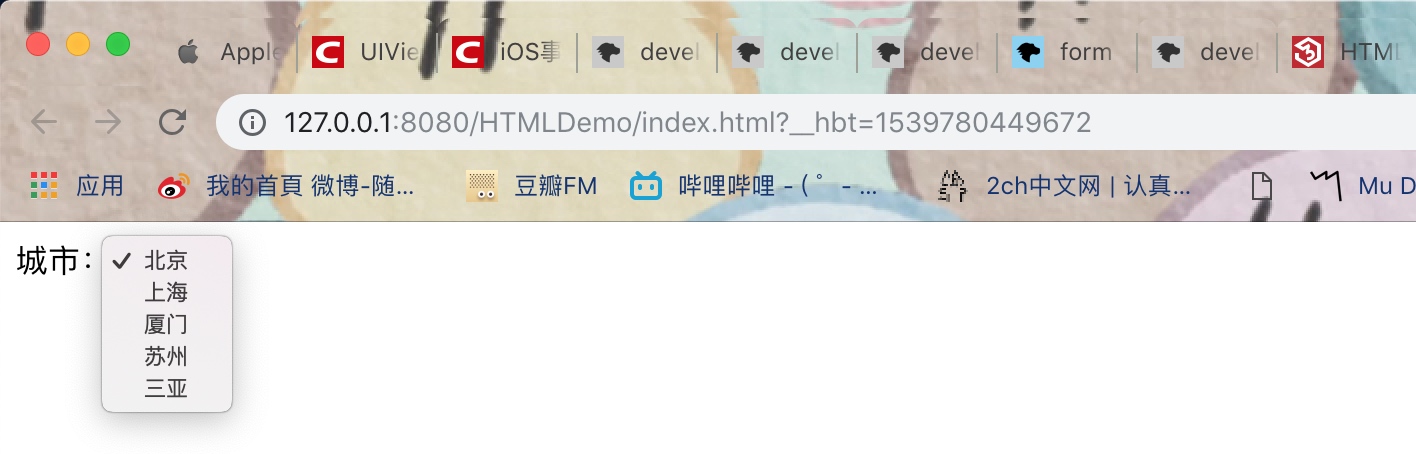 Apple UIVie iOS事 devel devel devel form devel HTML
127.0.0.1:8080/HTMLDemo/index.html?__hbt=1539780449672
应用 我的首頁 微博-随... 豆瓣FM 哔哩哔哩 - ( ゜ - ... 2ch中文网 | 认真... Mu D
城市：
北京
上海
厦门
苏州
三亚